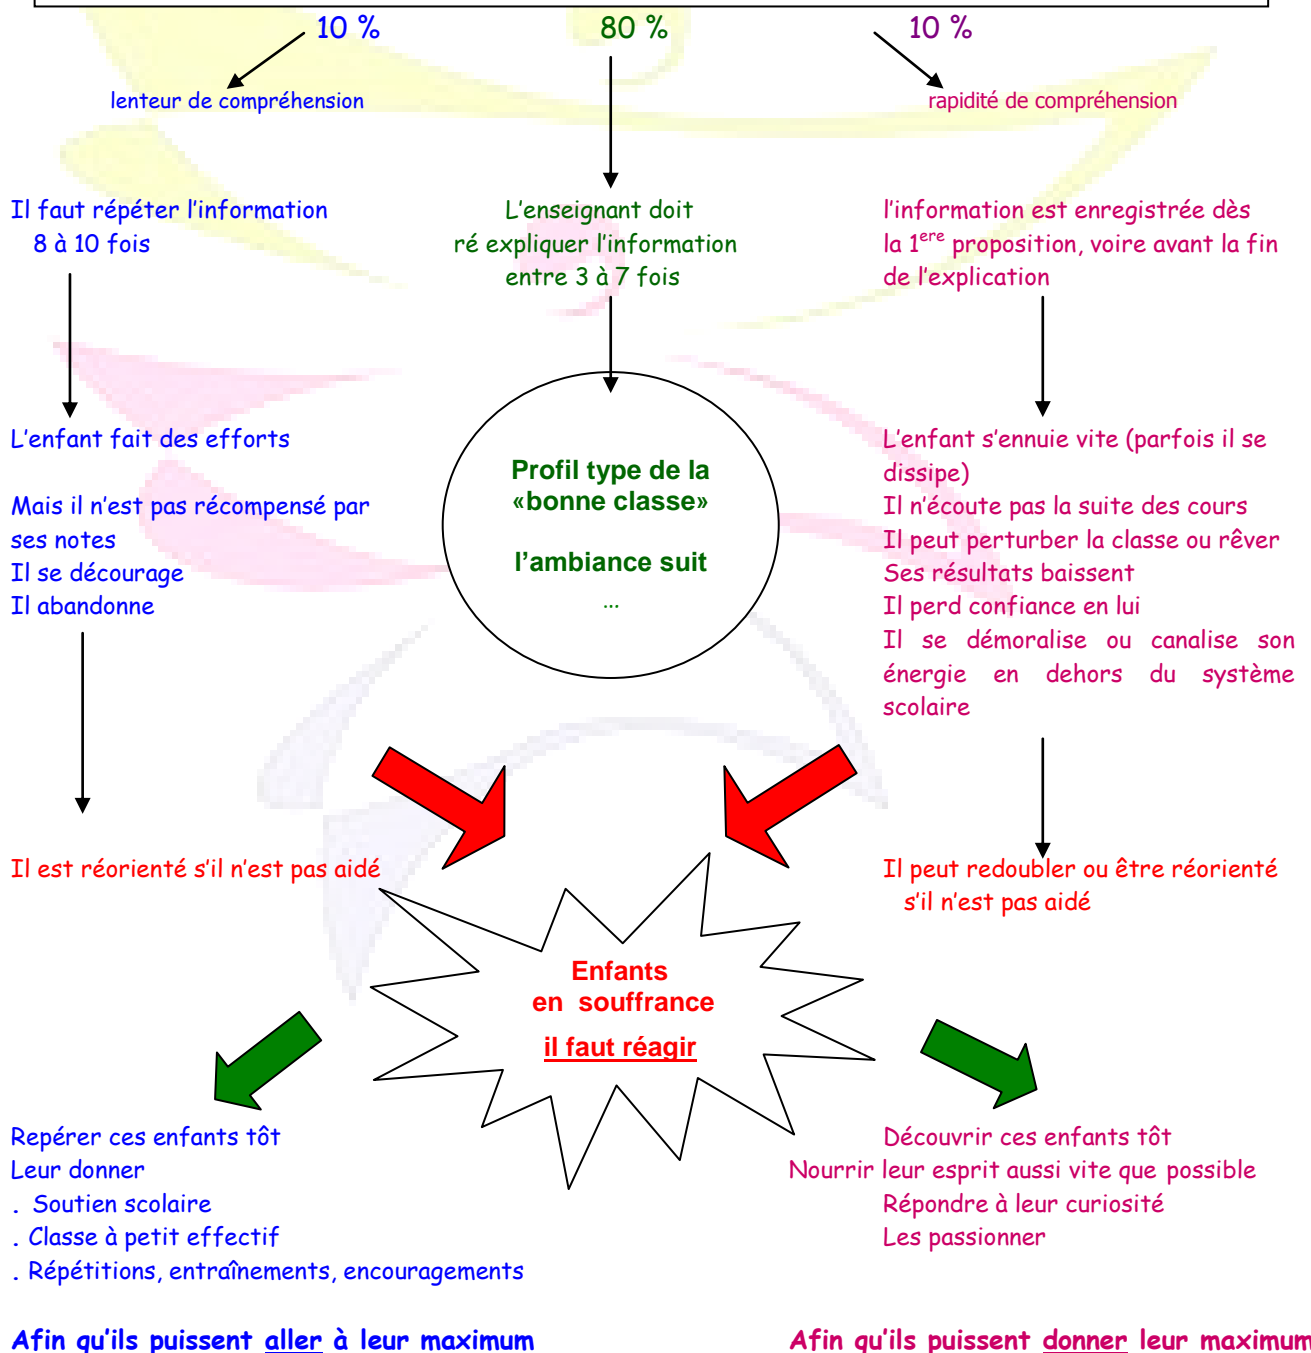 10 %
80 %
10 %
lenteur de compréhension
rapidité de compréhension
Il faut répéter l'information
8 à 10 fois
L'enseignant doit
ré expliquer l'information
entre 3 à 7 fois
l'information est enregistrée dès
la 1ere proposition, voire avant la fin
de l'explication
L'enfant fait des efforts
Mais il n'est pas récompensé par
ses notes
Il se décourage
Il abandonne
Profil type de la
«bonne classe»
l'ambiance suit
…
L'enfant s'ennuie vite (parfois il se
dissipe)
Il n'écoute pas la suite des cours
Il peut perturber la classe ou rêver
Ses résultats baissent
Il perd confiance en lui
Il se démoralise ou canalise son
énergie en dehors du système
scolaire
Il est réorienté s'il n'est pas aidé
Il peut redoubler ou être réorienté
s'il n'est pas aidé
Enfants
en souffrance
il faut réagir
Repérer ces enfants tôt
Leur donner
. Soutien scolaire
. Classe à petit effectif
. Répétitions, entraînements, encouragements
Découvrir ces enfants tôt
Nourrir leur esprit aussi vite que possible
Répondre à leur curiosité
Les passionner
Afin qu'ils puissent aller à leur maximum
Afin qu'ils puissent donner leur maximum